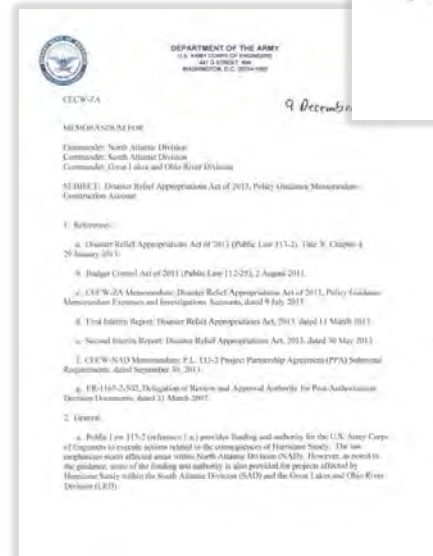 DEPARTMENT OF THE ARMY
U.S. ARMY CORPS OF ENGINEERS
441 G STREET NW
WASHINGTON, D.C. 20314-1000
CECW-ZA
9 December
MEMORANDUM FOR
Commander, North Atlantic Division
Commander, South Atlantic Division
Commander, Great Lakes and Ohio River Division
SUBJECT: Disaster Relief Appropriations Act of 2013, Policy Guidance Memorandum-
Construction Account
1. References:
a. Disaster Relief Appropriations Act of 2013 (Public Law 113-2), Title X, Chapter 4,
29 January 2013.
b. Budget Control Act of 2011 (Public Law 112-25), 2 August 2011.
c. CECW-ZA Memorandum: Disaster Relief Appropriations Act of 2013, Policy Guidance
Memorandum Expenses and Investigations Accounts, dated 9 July 2013.
d. First Interim Report: Disaster Relief Appropriations Act, 2013, dated 11 March 2013.
e. Second Interim Report: Disaster Relief Appropriations Act, 2013, dated 30 May 2013.
f. CECW-NAD Memorandum: P.L. 113-2 Project Partnership Agreement (PPA) Submittal
Requirements, dated September 30, 2013.
g. ER-1165-2-502, Delegation of Review and Approval Authority for Post-Authorization
Decision Documents, dated 31 March 2007.
2. General.
a. Public Law 113-2 (reference 1.a) provides funding and authority for the U.S. Army Corps
of Engineers to execute actions related to the consequences of Hurricane Sandy. The law
emphasizes storm affected areas within North Atlantic Division (NAD). However, as noted in
the guidance, some of the funding and authority is also provided for projects affected by
Hurricane Sandy within the South Atlantic Division (SAD) and the Great Lakes and Ohio River
Division (LRD).